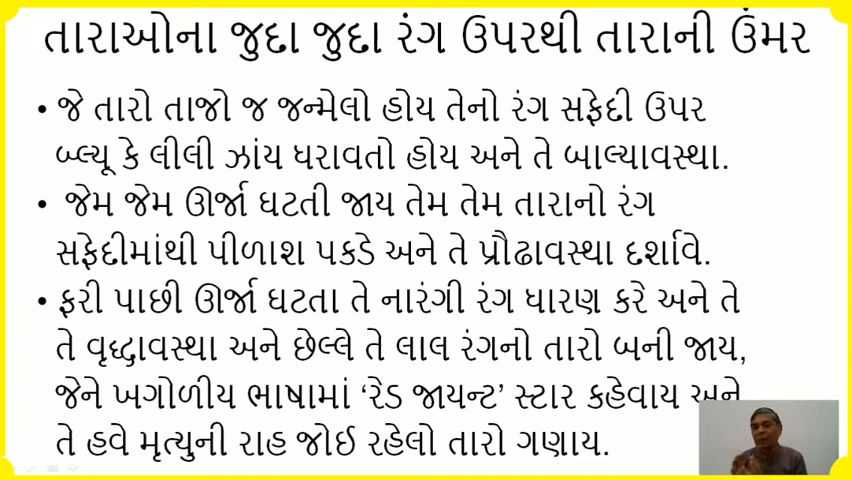 તારાઓના જુદા જુદા રંગ ઉપરથી તારાની ઉંમર
• જે તારો તાજો જ જન્મેલો હોય તેનો રંગ સફેદી ઉપર
બ્લ્યૂ કે લીલી ઝાંય ધરાવતો હોય અને તે બાલ્યાવસ્થા.
• જેમ જેમ ઊર્જા ઘટતી જાય તેમ તેમ તારાનો રંગ
સફેદીમાંથી પીળાશ પકડે અને તે પ્રૌઢાવસ્થા દર્શાવે.
• ફરી પાછી ઊર્જા ઘટતા તે નારંગી રંગ ધારણ કરે અને તે
તે વૃદ્ધાવસ્થા અને છેલ્લે તે લાલ રંગનો તારો બની જાય,
જેને ખગોળીય ભાષામાં ‘રેડ જાયન્ટ’ સ્ટાર કહેવાય અને
તે હવે મૃત્યુની રાહ જોઈ રહેલો તારો ગણાય.